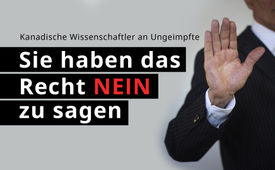 Kanadische Wissenschaftler an Ungeimpfte
Sie haben das
Recht NEIN
zu sagen